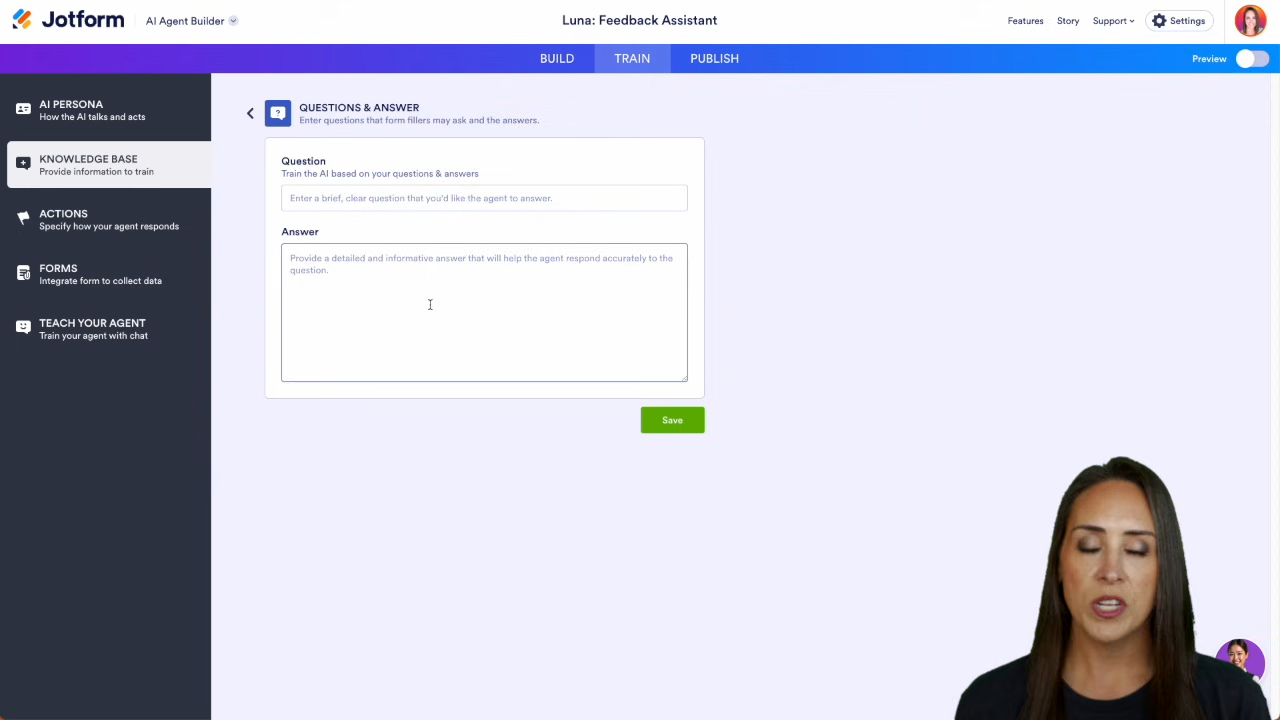 Jotform
AI Agent Builder
Luna: Feedback Assistant
Features
Story
Support
Settings
BUILD
TRAIN
PUBLISH
Preview
AI PERSONA
How the AI talks and acts
KNOWLEDGE BASE
Provide information to train
ACTIONS
Specify how your agent responds
FORMS
Integrate form to collect data
TEACH YOUR AGENT
Train your agent with chat
QUESTIONS & ANSWER
Enter questions that form fillers may ask and the answers.
Question
Train the AI based on your questions & answers
Enter a brief, clear question that you'd like the agent to answer.
Answer
Provide a detailed and informative answer that will help the agent respond accurately to the
question.
Save